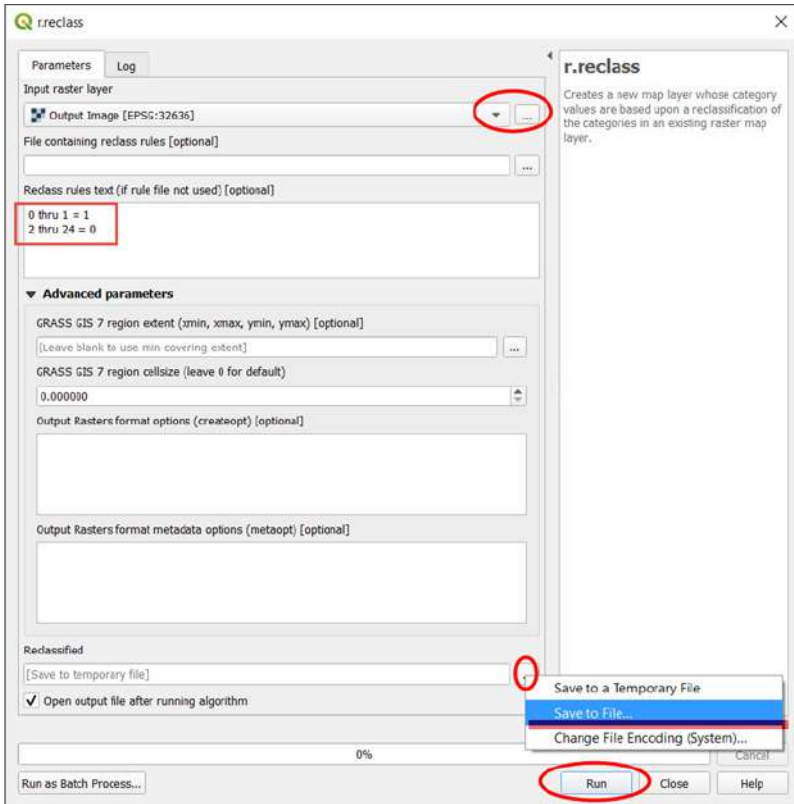 r.reclass
Parameters
Log
Input raster layer
Output Image [EPSG:32636]
...
File containing reclass rules [optional]
...
Reclass rules text (if rule file not used) [optional]
0 thru 1 = 1
2 thru 24 = 0
Advanced parameters
GRASS GIS 7 region extent (xmin, xmax, ymin, ymax) [optional]
[Leave blank to use min covering extent]
...
GRASS GIS 7 region cellsize (leave 0 for default)
0.000000
Output Rasters format options (createopt) [optional]
Output Rasters format metadata options (metaopt) [optional]
Reclassified
[Save to temporary file]
Open output file after running algorithm
r.reclass
Creates a new map layer whose category
values are based upon a reclassification of
the categories in an existing raster map
layer.
Save to a Temporary File
Save to File...
Change File Encoding (System)...
0%
Cancel
Run as Batch Process...
Run
Close
Help